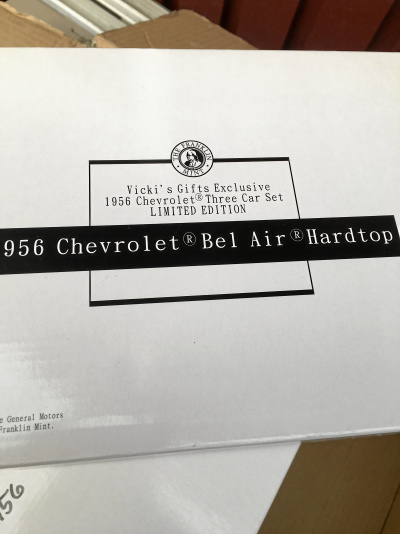 THE FRANKLIN
MINT
Vicki's Gifts Exclusive
1956 Chevrolet® Three Car Set
LIMITED EDITION
956 Chevrolet® Bel Air® Hardtop
e General Motors
Franklin Mint.
56